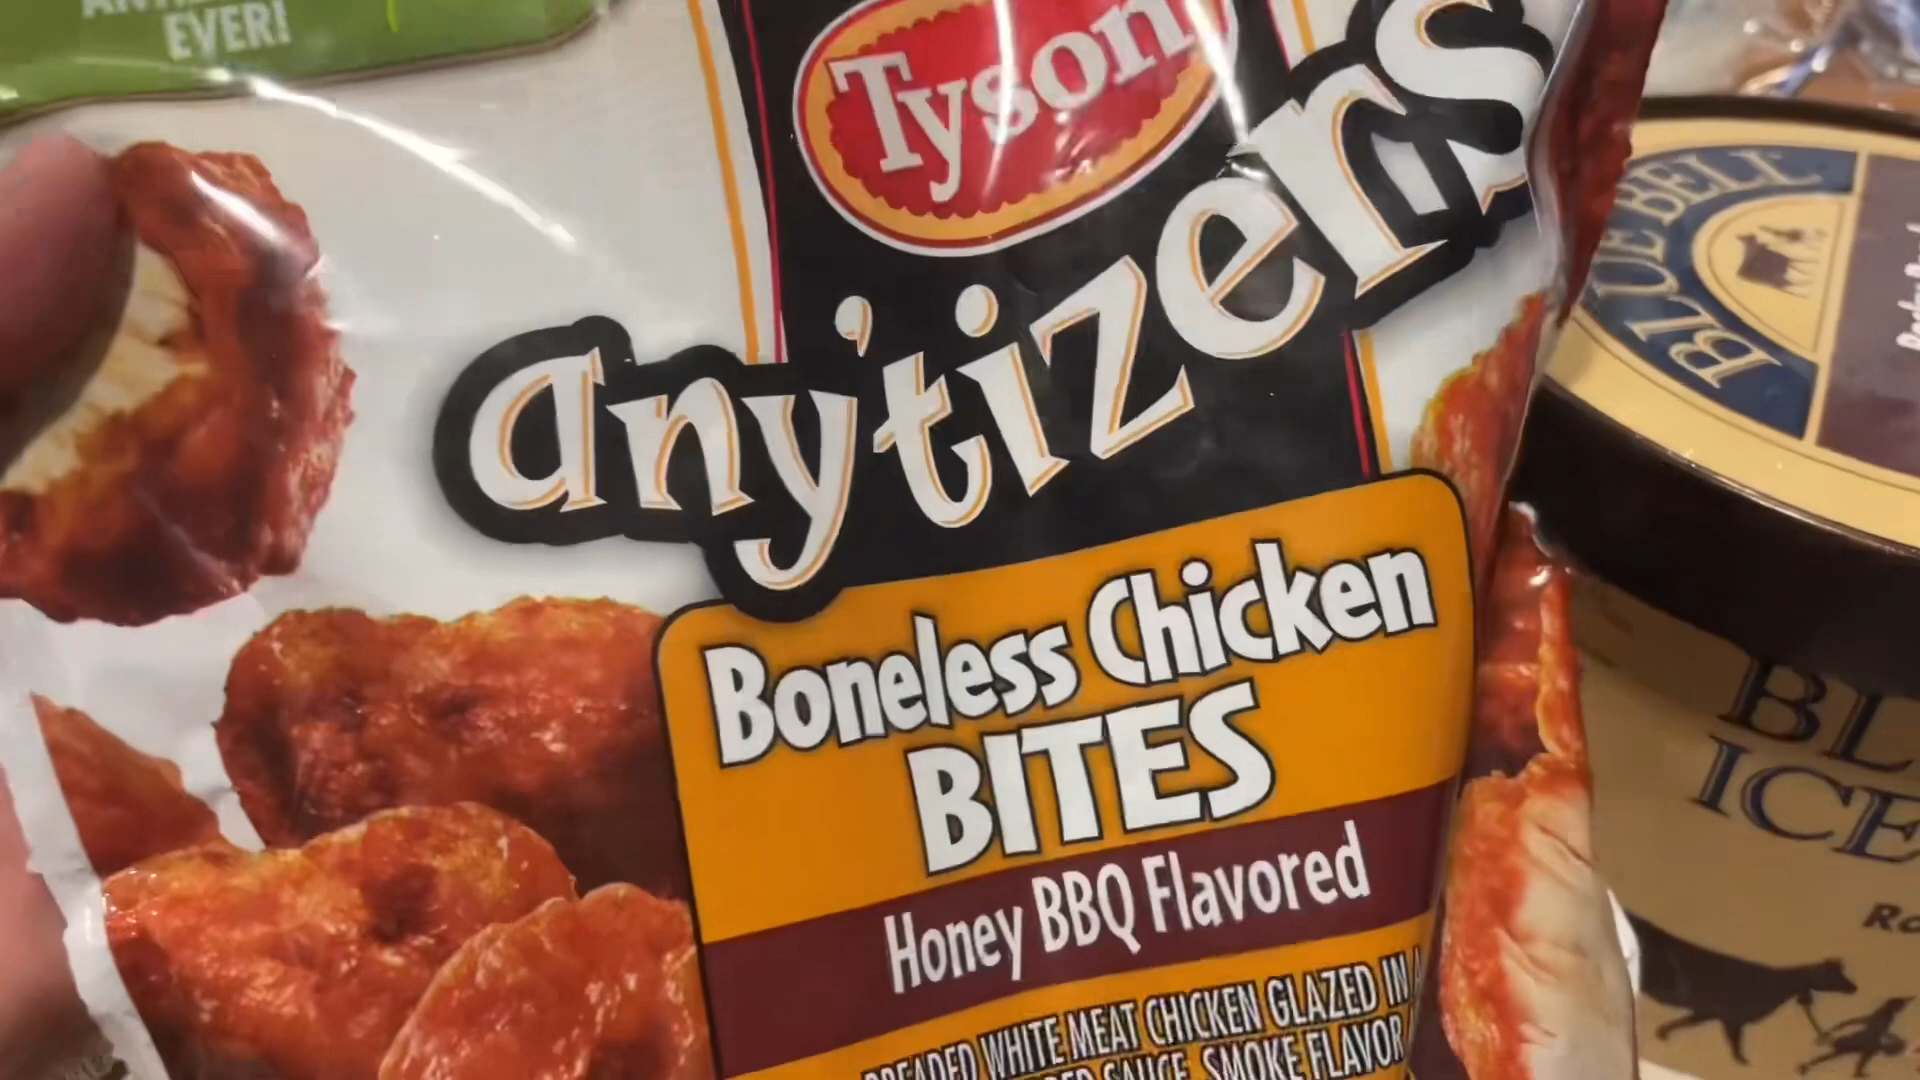 EVER!
Tyson
any'tizers
Boneless Chicken
BITES
Honey BBQ Flavored
BREADED WHITE MEAT CHICKEN GLAZED IN A
SAUCE, SMOKE FLAVOR
BLUE BELL
BL
ICE